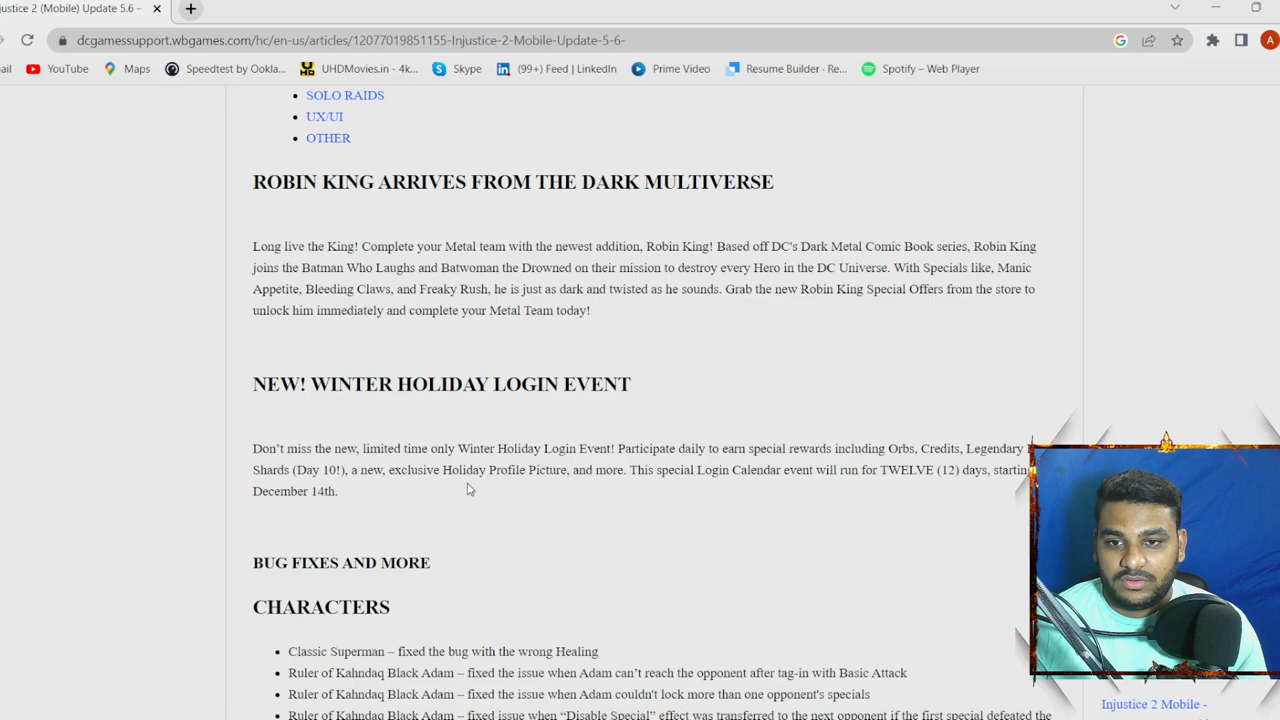 njustice 2 (Mobile) Update 5.6 –
dcgamessupport.wbgames.com/hc/en-us/articles/12077019851155-Injustice-2-Mobile-Update-5-6-
ail YouTube Maps Speedtest by Ookla... UHDMovies.in - 4k... Skype (99+) Feed | LinkedIn Prime Video Resume Builder · Re... Spotify – Web Player
• SOLO RAIDS
• UX/UI
• OTHER
ROBIN KING ARRIVES FROM THE DARK MULTIVERSE
Long live the King! Complete your Metal team with the newest addition, Robin King! Based off DC's Dark Metal Comic Book series, Robin King
joins the Batman Who Laughs and Batwoman the Drowned on their mission to destroy every Hero in the DC Universe. With Specials like, Manic
Appetite, Bleeding Claws, and Freaky Rush, he is just as dark and twisted as he sounds. Grab the new Robin King Special Offers from the store to
unlock him immediately and complete your Metal Team today!
NEW! WINTER HOLIDAY LOGIN EVENT
Don't miss the new, limited time only Winter Holiday Login Event! Participate daily to earn special rewards including Orbs, Credits, Legendary
Shards (Day 10!), a new, exclusive Holiday Profile Picture, and more. This special Login Calendar event will run for TWELVE (12) days, startin
December 14th.
BUG FIXES AND MORE
CHARACTERS
• Classic Superman – fixed the bug with the wrong Healing
• Ruler of Kahndaq Black Adam – fixed the issue when Adam can't reach the opponent after tag-in with Basic Attack
• Ruler of Kahndaq Black Adam – fixed the issue when Adam couldn't lock more than one opponent's specials
• Ruler of Kahndaq Black Adam – fixed issue when “Disable Special” effect was transferred to the next opponent if the first special defeated the
Injustice 2 Mobile -